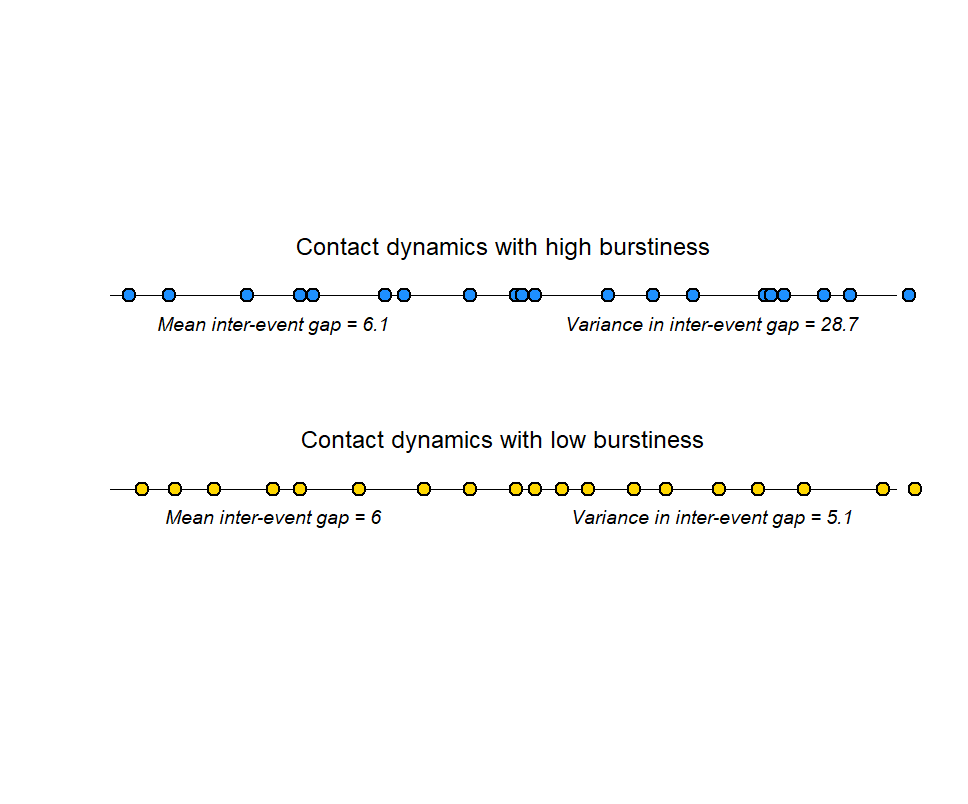 Contact dynamics with high burstiness
Mean inter-event gap = 6.1 Variance in inter-event gap = 28.7
Contact dynamics with low burstiness
Mean inter-event gap = 6 Variance in inter-event gap = 5.1